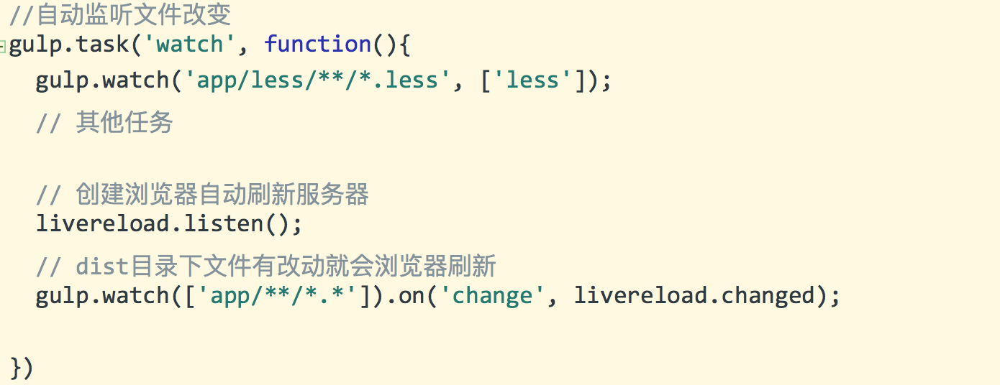 //自动监听文件改变
gulp.task('watch', function(){
  gulp.watch('app/less/**/*.less', ['less']);
  // 其他任务
  // 创建浏览器自动刷新服务器
  livereload.listen();
  // dist目录下文件有改动就会浏览器刷新
  gulp.watch(['app/**/*.*']).on('change', livereload.changed);
})